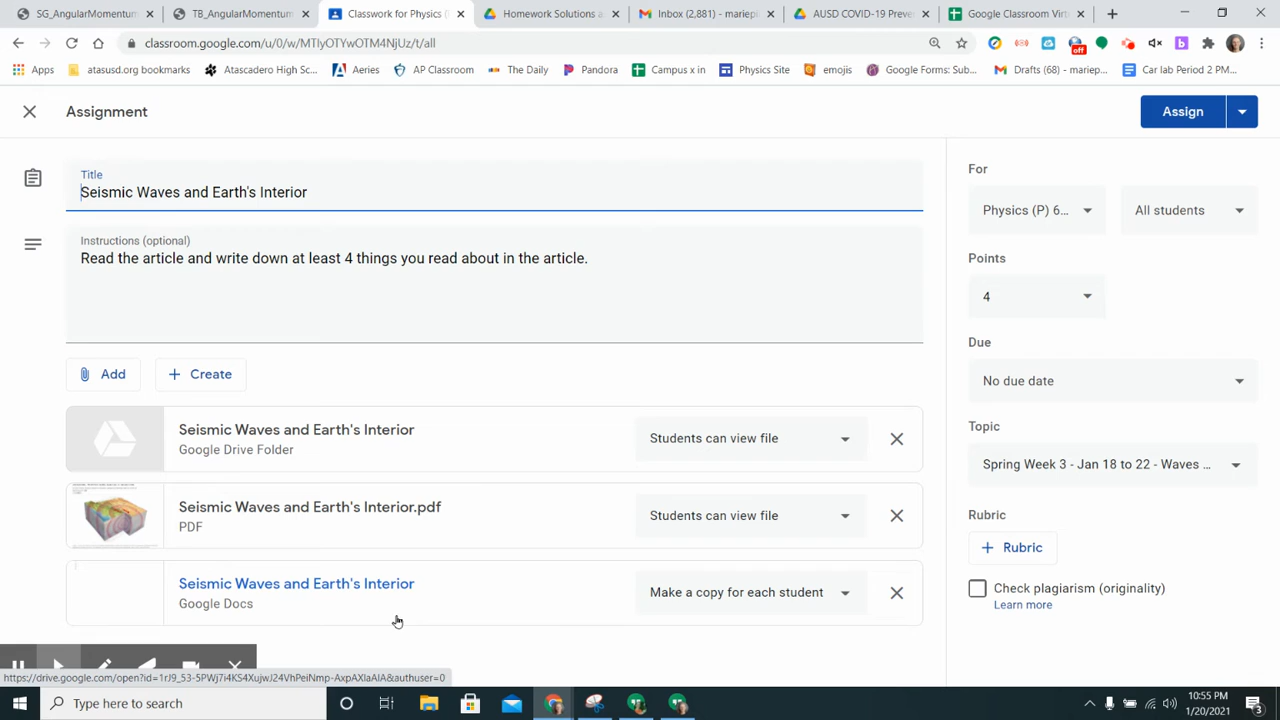 SG_AngularMomentum
TB_AngularMomentum
Classwork for Physics (
Homework Solutions a
Inbox (2,881) - mariepi
AUSD COVID-19 Prev
Google Classroom Virtu
classroom.google.com/u/0/w/MTIyOTYwOTM4NjUz/t/all
Apps
atasusd.org bookmarks
Atascadero High Sc...
Aeries
AP Classroom
The Daily
Pandora
Campus x in
Physics Site
emojis
Google Forms: Sub...
Drafts (68) - mariep...
Car lab Period 2 PM...
off
b
Assignment
Assign
Title
Seismic Waves and Earth's Interior
Instructions (optional)
Read the article and write down at least 4 things you read about in the article.
Add
Create
Seismic Waves and Earth's Interior
Google Drive Folder
Students can view file
Seismic Waves and Earth's Interior.pdf
PDF
Students can view file
Seismic Waves and Earth's Interior
Google Docs
Make a copy for each student
For
Physics (P) 6...
All students
Points
4
Due
No due date
Topic
Spring Week 3 - Jan 18 to 22 - Waves ...
Rubric
Rubric
Check plagiarism (originality)
Learn more
Type here to search
10:55 PM
1/20/2021
3